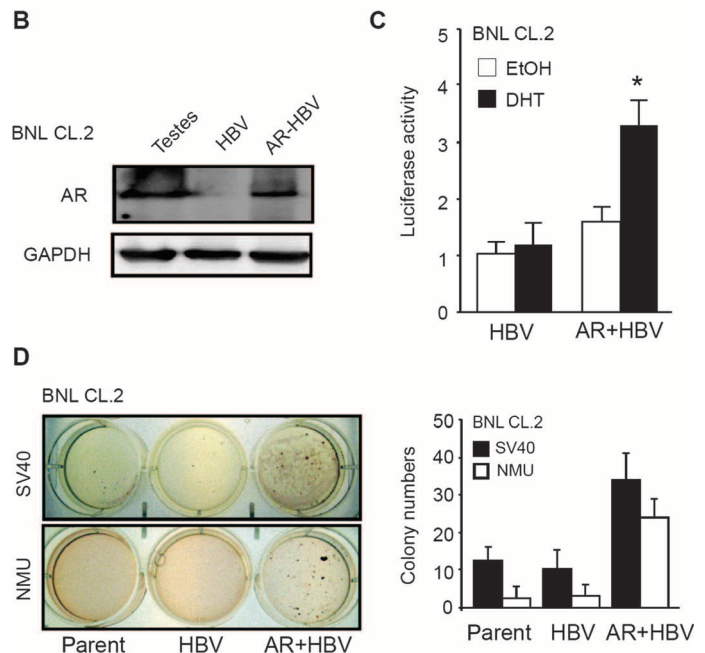 B
BNL CL.2
Testes
HBV
AR-HBV
AR
GAPDH
C
BNL CL.2
EtOH
DHT
*
Luciferase activity
5
4
3
2
1
0
HBV
AR+HBV
D
BNL CL.2
SV40
NMU
Parent
HBV
AR+HBV
BNL CL.2
SV40
NMU
Colony numbers
50
40
30
20
10
0
Parent
HBV
AR+HBV